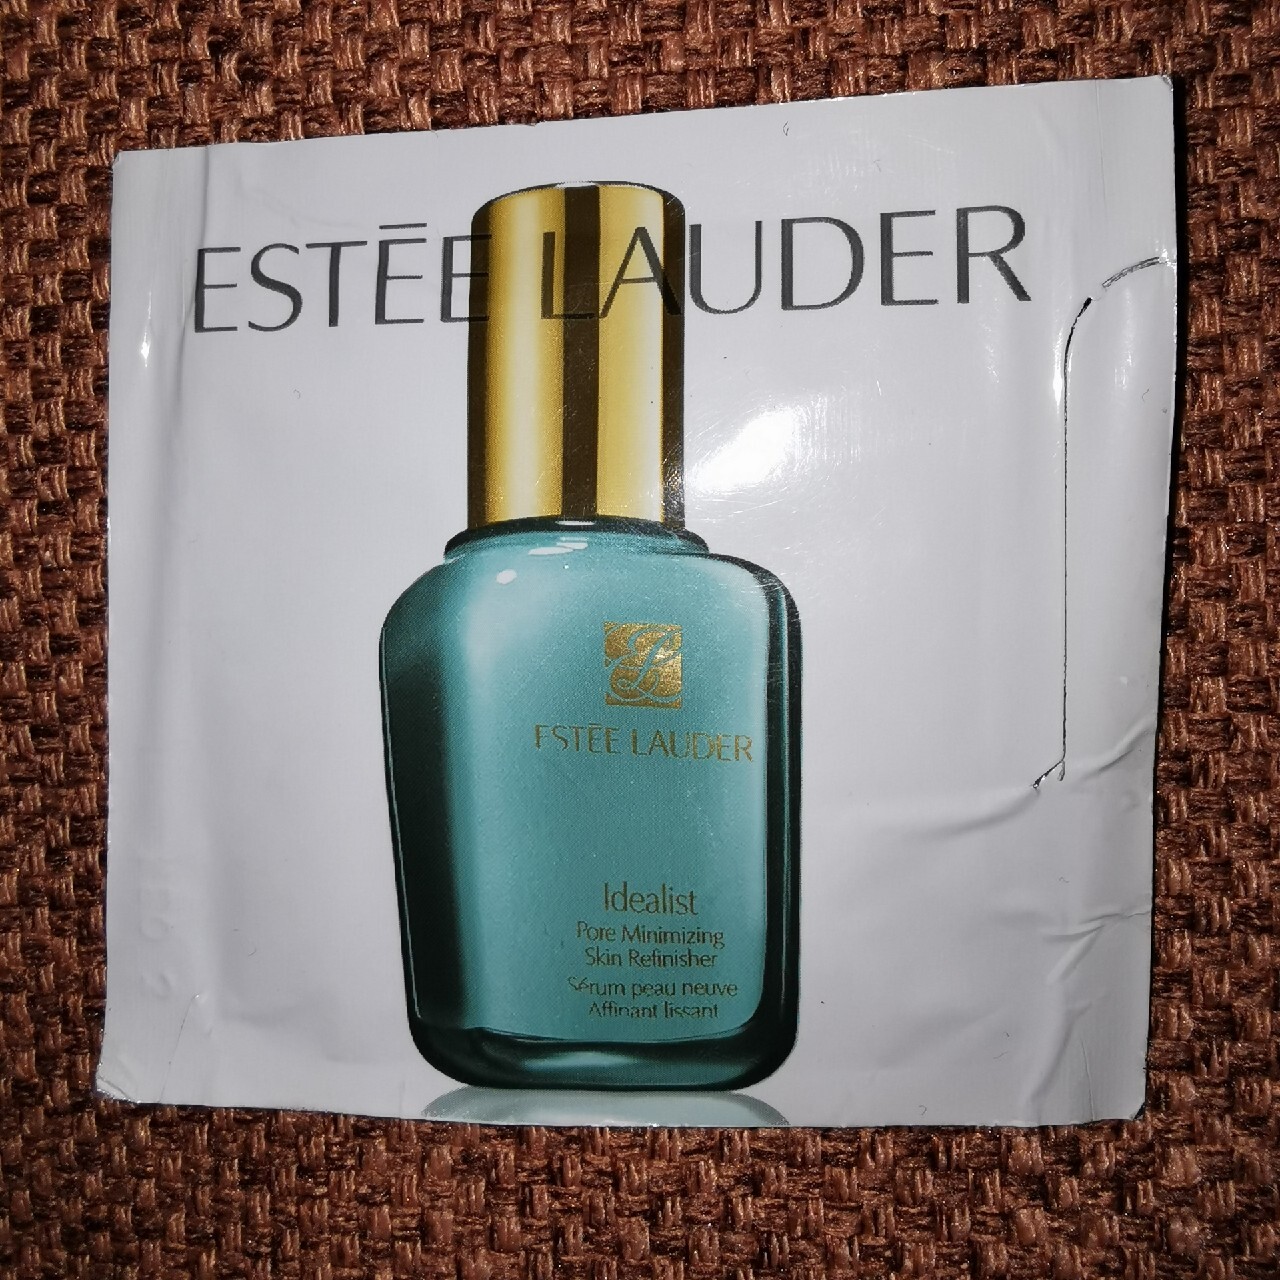 ESTĒE LAUDER
ESTĒE LAUDER
Idealist
Pore Minimizing
Skin Refinisher
Sérum peau neuve
Affinant lissant